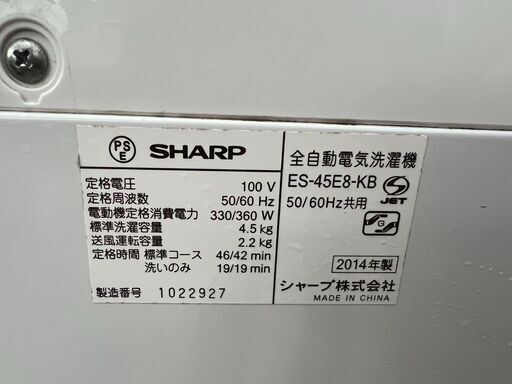 PS
E
SHARP
定格電圧 100 V
定格周波数 50/60 Hz
電動機定格消費電力 330/360 W
標準洗濯容量 4.5 kg
送風運転容量 2.2 kg
定格時間 標準コース 46/42 min
洗いのみ 19/19 min
製造番号 1022927
全自動電気洗濯機
ES-45E8-KB
50/60Hz共用
S
JET
G
2014年製
シャープ株式会社
MADE IN CHINA